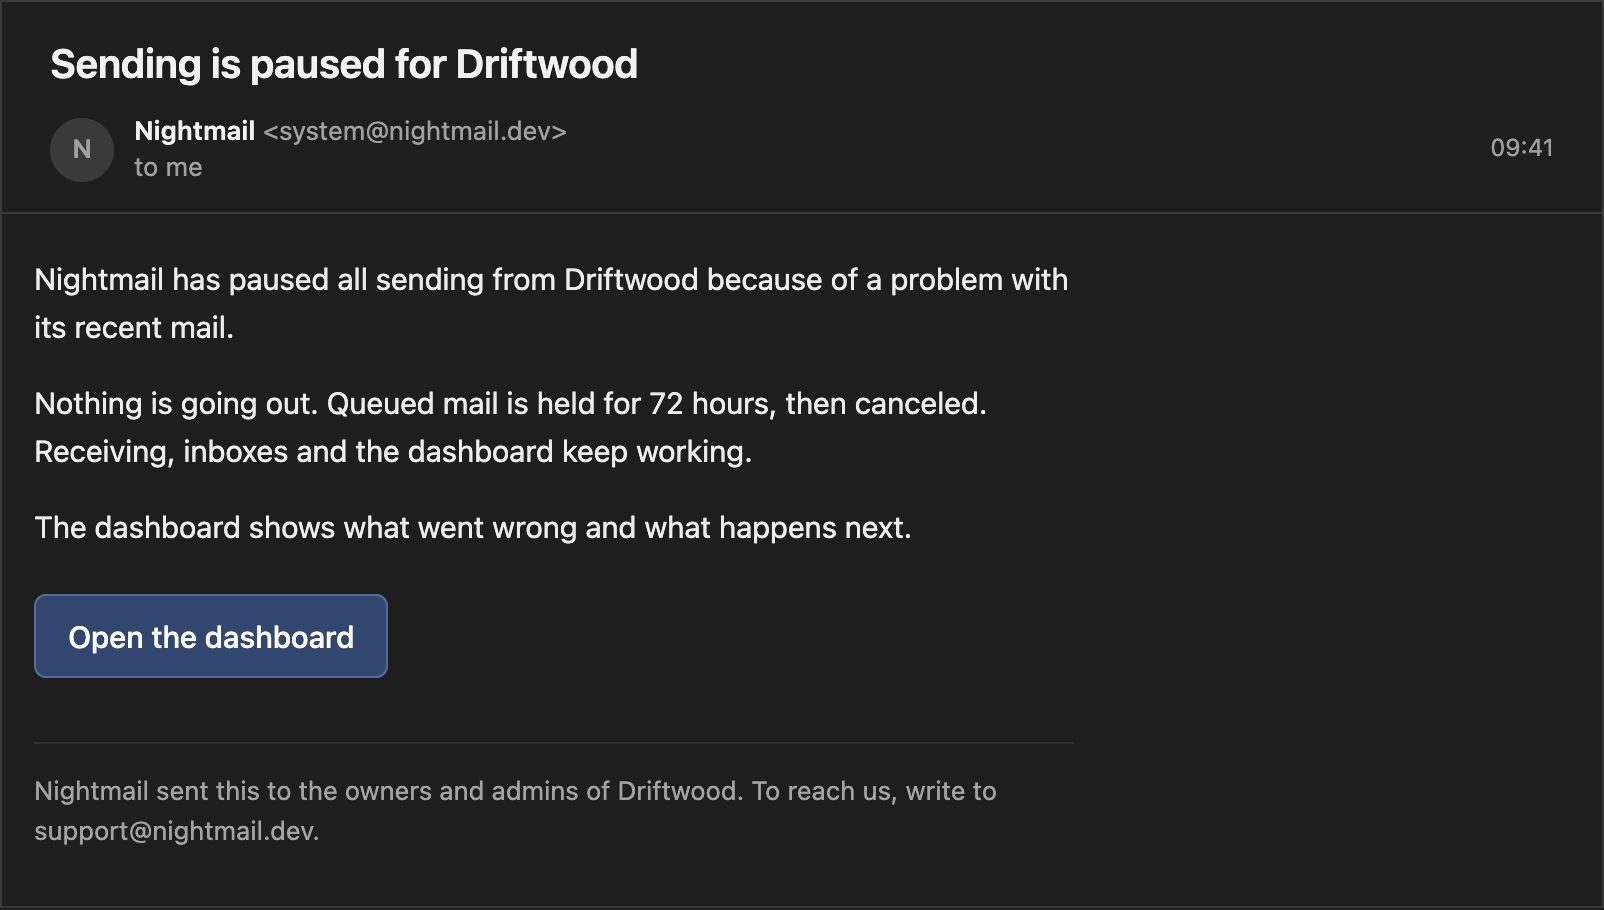 Sending is paused for Driftwood
N
Nightmail <system@nightmail.dev>
to me
09:41
Nightmail has paused all sending from Driftwood because of a problem with
its recent mail.
Nothing is going out. Queued mail is held for 72 hours, then canceled.
Receiving, inboxes and the dashboard keep working.
The dashboard shows what went wrong and what happens next.
Open the dashboard
Nightmail sent this to the owners and admins of Driftwood. To reach us, write to
support@nightmail.dev.